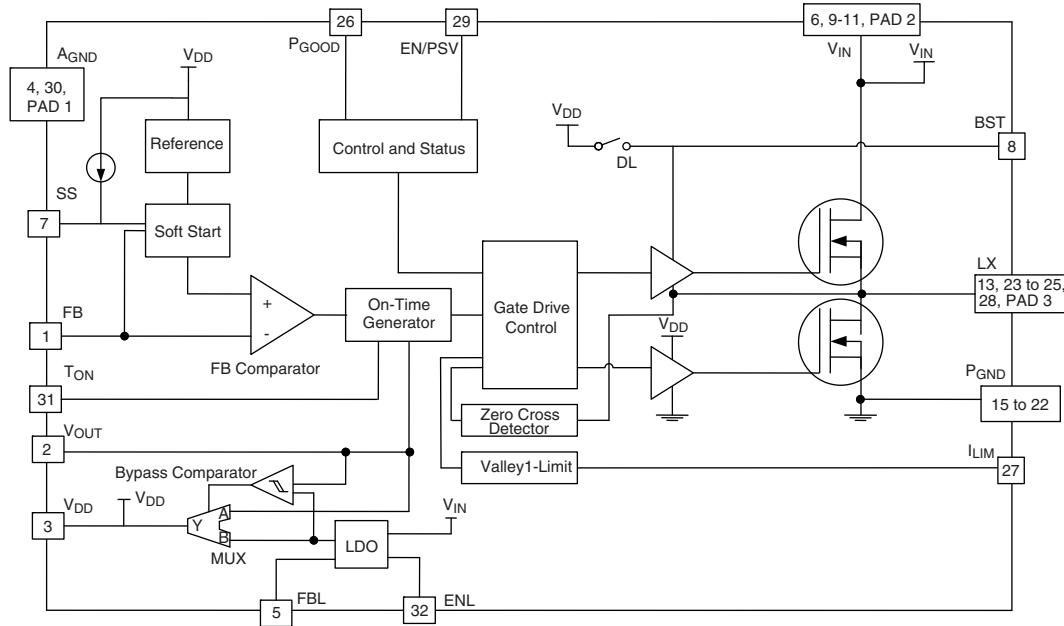 26
29
6, 9-11, PAD 2
AGND
PGOOD
EN/PSV
VIN
VIN
4, 30,
PAD 1
VDD
Reference
Control and Status
VDD
DL
BST
8
SS
7
Soft Start
LX
13, 23 to 25,
28, PAD 3
FB
1
+
-
FB Comparator
On-Time
Generator
Gate Drive
Control
VDD
TON
31
PGND
15 to 22
Zero Cross
Detector
VOUT
2
Bypass Comparator
Valley1-Limit
ILIM
27
VDD
3
VDD
Y
A
B
MUX
VIN
LDO
5
FBL
32
ENL